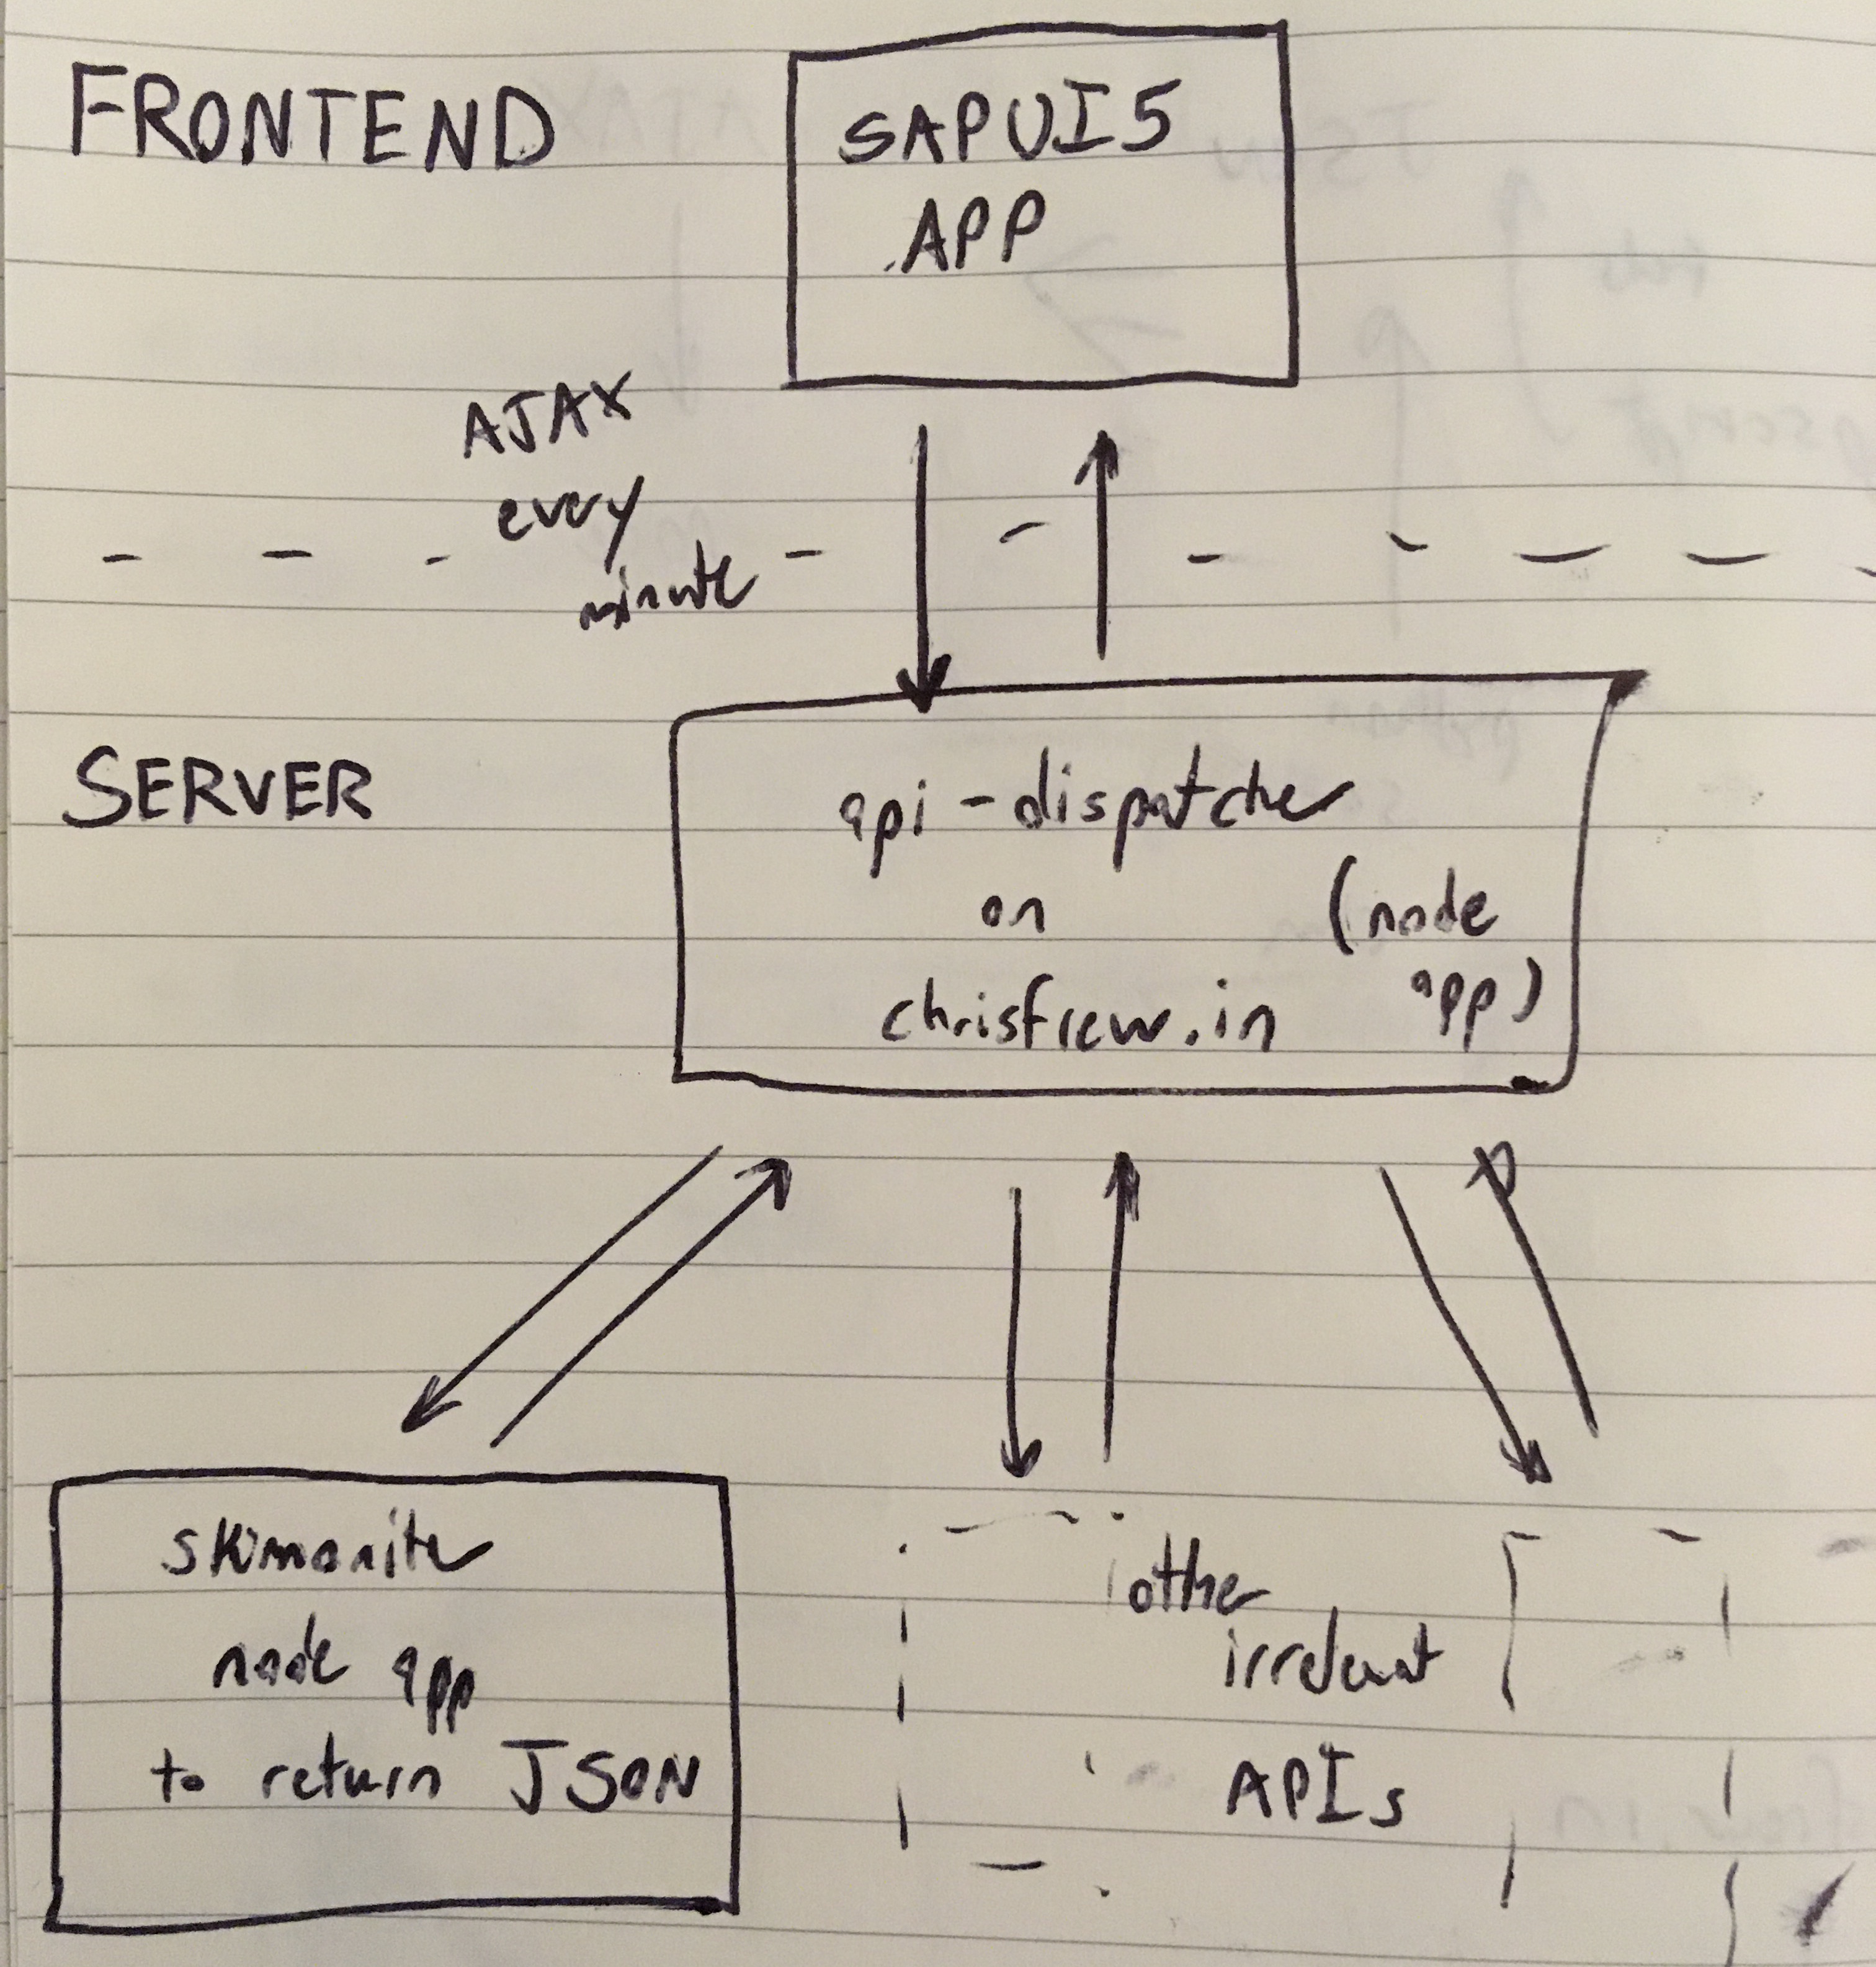 FRONTEND
SAPUI5
APP
AJAX
every
minute
SERVER
api-dispatcher
on
(node
app)
chrisfrew.in
skimonitor
node app
to return JSON
other
irrelevant
APIs